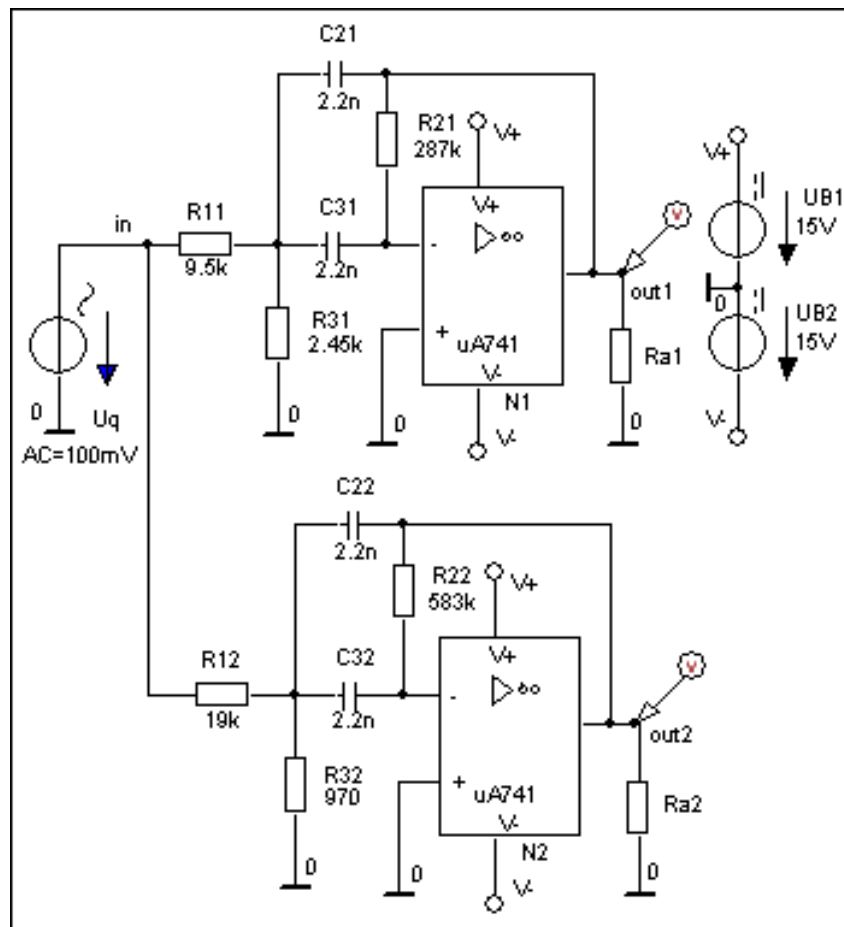 C21
2.2n
R21
287k
V+
V+
UB1
15V
in
R11
9.5k
C31
2.2n
V+
-
∞
V
out1
0
UB2
15V
R31
2.45k
+
uA741
V-
N1
Ra1
0
Uq
AC=100mV
0
0
V-
0
V-
C22
2.2n
R22
583k
V+
R12
19k
C32
2.2n
V+
-
∞
V
out2
R32
970
+
uA741
V-
N2
Ra2
0
0
V-
0